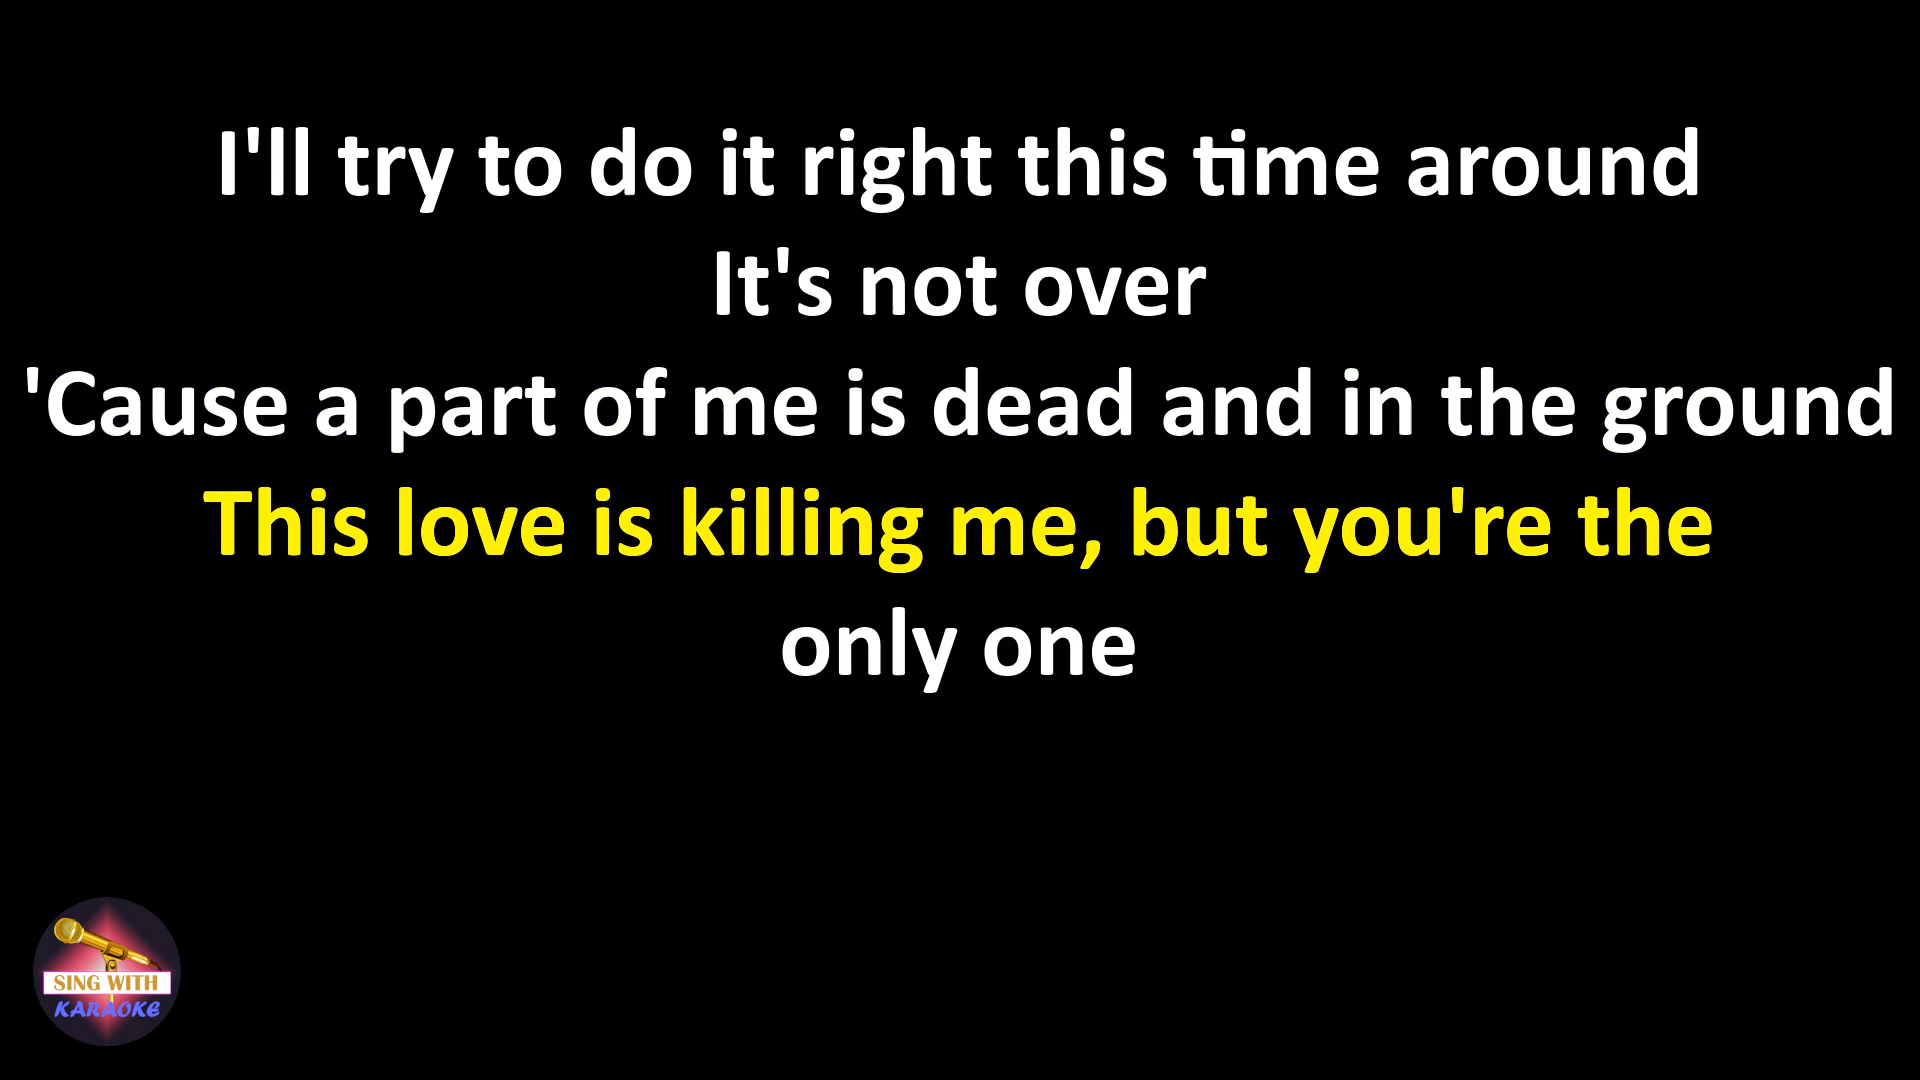 I'll try to do it right this time around
It's not over
'Cause a part of me is dead and in the ground
This love is killing me, but you're the
only one
SING WITH
KARAOKE